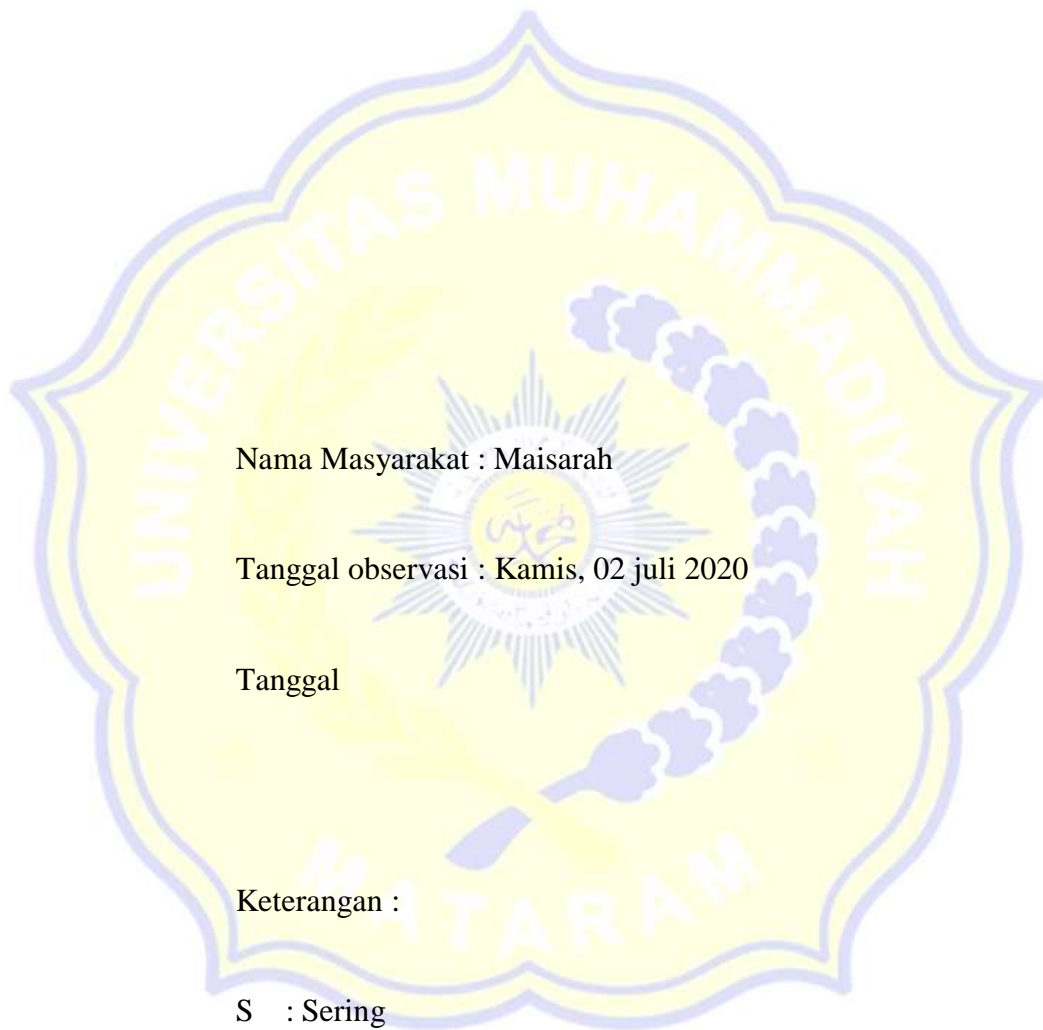 UNIVERSITAS MUHAMMADIYAH
Nama Masyarakat : Maisarah
Tanggal observasi : Kamis, 02 juli 2020
Tanggal
Keterangan :
MATARAM
S : Sering